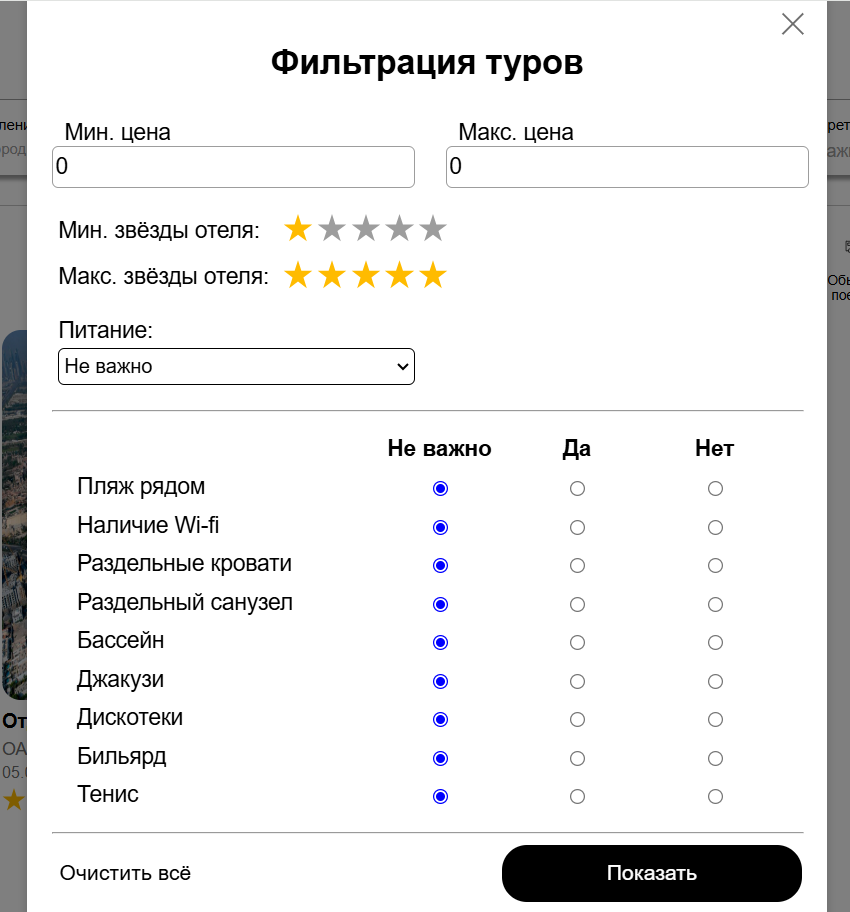 Фильтрация туров
Мин. цена Макс. цена
0 0
Мин. звёзды отеля:
Макс. звёзды отеля:
Питание:
Не важно
Не важно Да Нет
Пляж рядом
Наличие Wi-fi
Раздельные кровати
Раздельный санузел
Бассейн
Джакузи
Дискотеки
Бильярд
Тенис
Очистить всё Показать